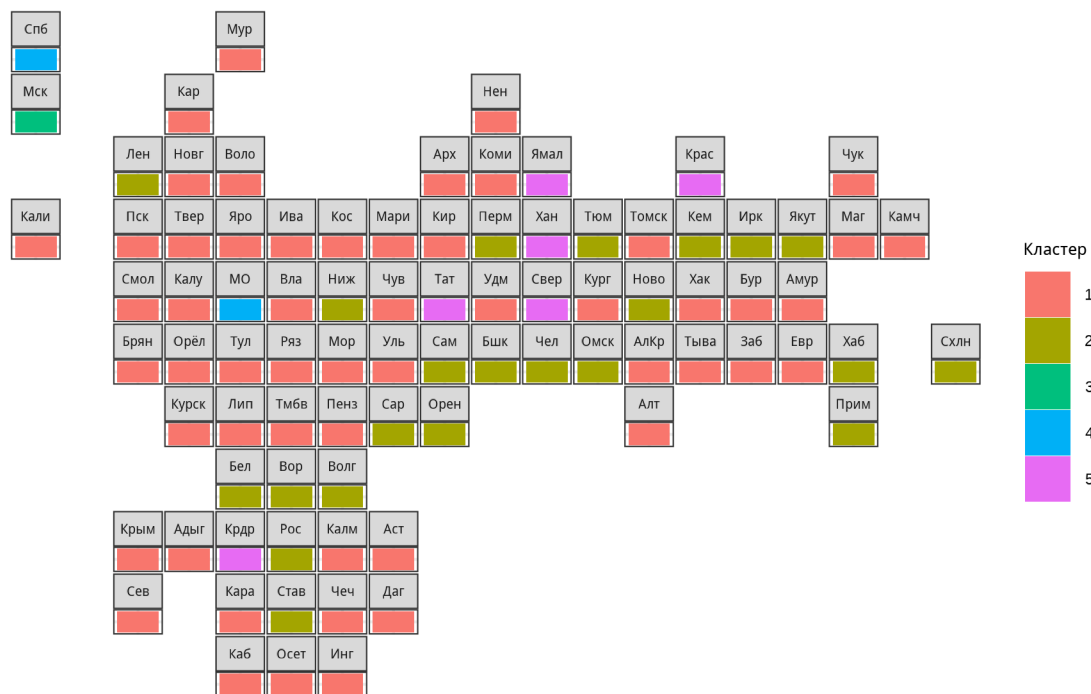 Спб Мур
Мск Кар Нен
Лен Новг Воло Арх Коми Ямал Крас Чук
Кали Пск Твер Яро Ива Кос Мари Кир Перм Хан Тюм Томск Кем Ирк Якут Маг Камч
Кластер
Смол Калу МО Вла Ниж Чув Тат Удм Свер Кург Ново Хак Бур Амур
1
2
Брян Орёл Тул Ряз Мор Уль Сам Бшк Чел Омск АлКр Тыва Заб Евр Хаб Схлн
3
Курск Лип Тмбв Пенз Сар Орен Алт Прим
4
Бел Вор Волг
5
Крым Адыг Крдр Рос Калм Аст
Сев Кара Став Чеч Даг
Каб Осет Инг